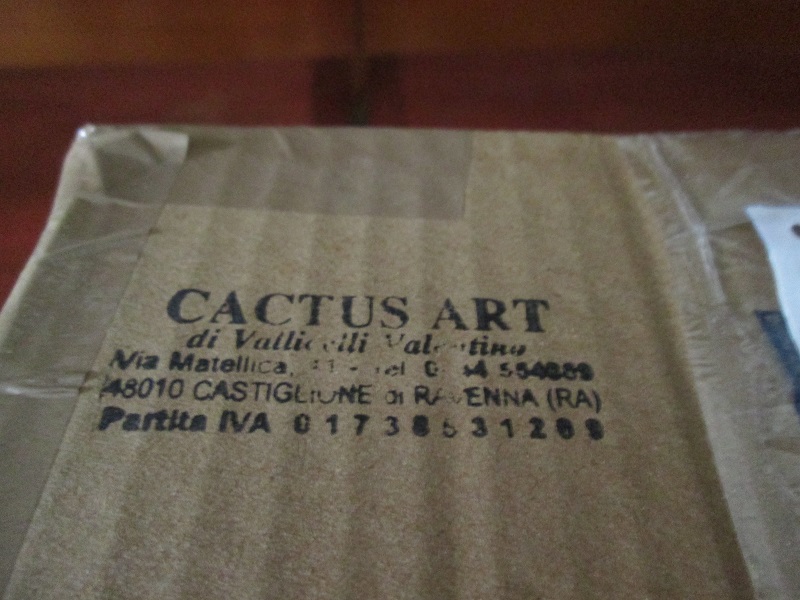 CACTUS ART
di Vallicelli Valentino
Via Matellica,
48010 CASTIGLIONE di RAVENNA (RA)
Partita IVA